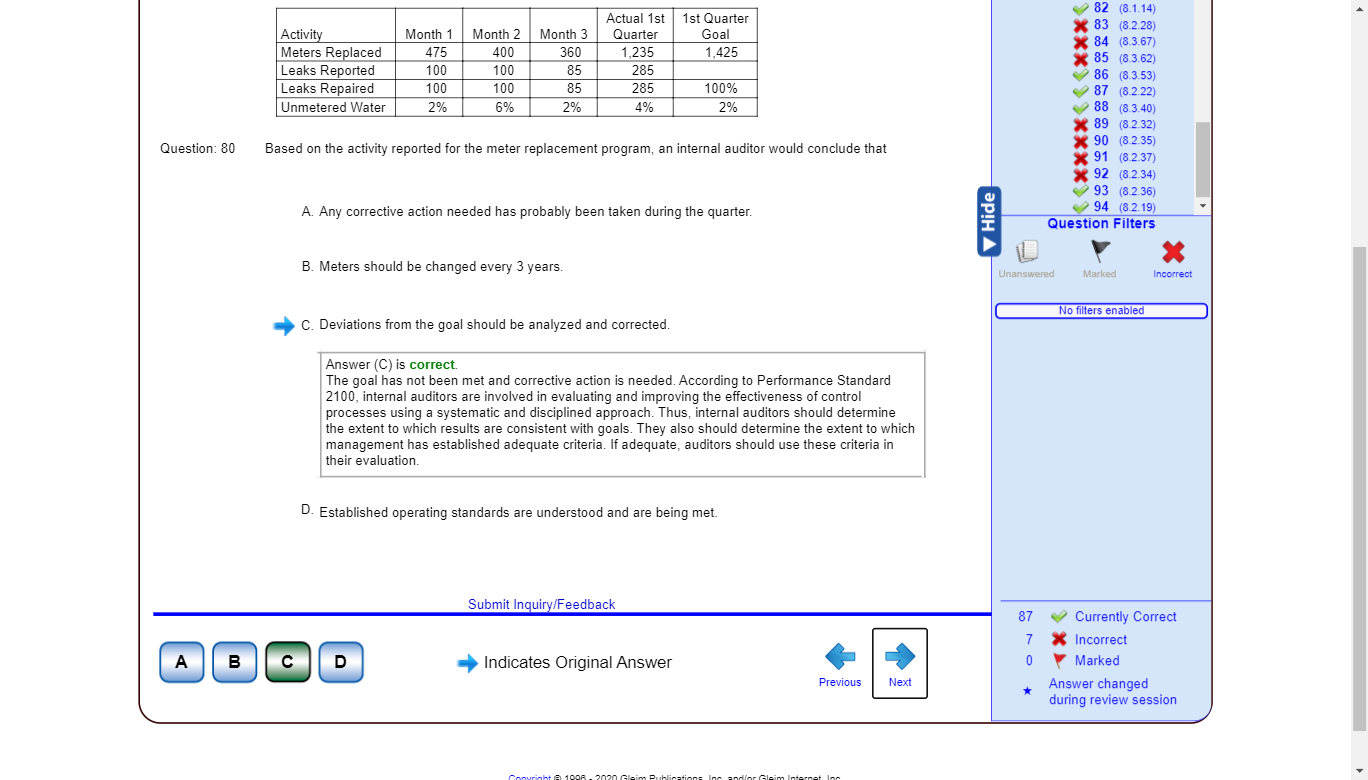 Activity Month 1 Month 2 Month 3 Actual 1st Quarter 1st Quarter Goal
Meters Replaced 475 400 360 1,235 1,425
Leaks Reported 100 100 85 285
Leaks Repaired 100 100 85 285 100%
Unmetered Water 2% 6% 2% 4% 2%
Question: 80 Based on the activity reported for the meter replacement program, an internal auditor would conclude that
A. Any corrective action needed has probably been taken during the quarter.
B. Meters should be changed every 3 years.
C. Deviations from the goal should be analyzed and corrected.
Answer (C) is correct.
The goal has not been met and corrective action is needed. According to Performance Standard
2100, internal auditors are involved in evaluating and improving the effectiveness of control
processes using a systematic and disciplined approach. Thus, internal auditors should determine
the extent to which results are consistent with goals. They also should determine the extent to which
management has established adequate criteria. If adequate, auditors should use these criteria in
their evaluation.
D. Established operating standards are understood and are being met.
Submit Inquiry/Feedback
A B C D
Indicates Original Answer
Previous
Next
82 (8.1.14)
83 (8.2.28)
84 (8.3.67)
85 (8.3.62)
86 (8.3.53)
87 (8.2.22)
88 (8.3.40)
89 (8.2.32)
90 (8.2.35)
91 (8.2.37)
92 (8.2.34)
93 (8.2.36)
94 (8.2.19)
Hide
Question Filters
Unanswered Marked Incorrect
No filters enabled
87 Currently Correct
7 Incorrect
0 Marked
Answer changed
during review session
Copyright © 1996 - 2020 Gleim Publications, Inc. and/or Gleim Internet, Inc.